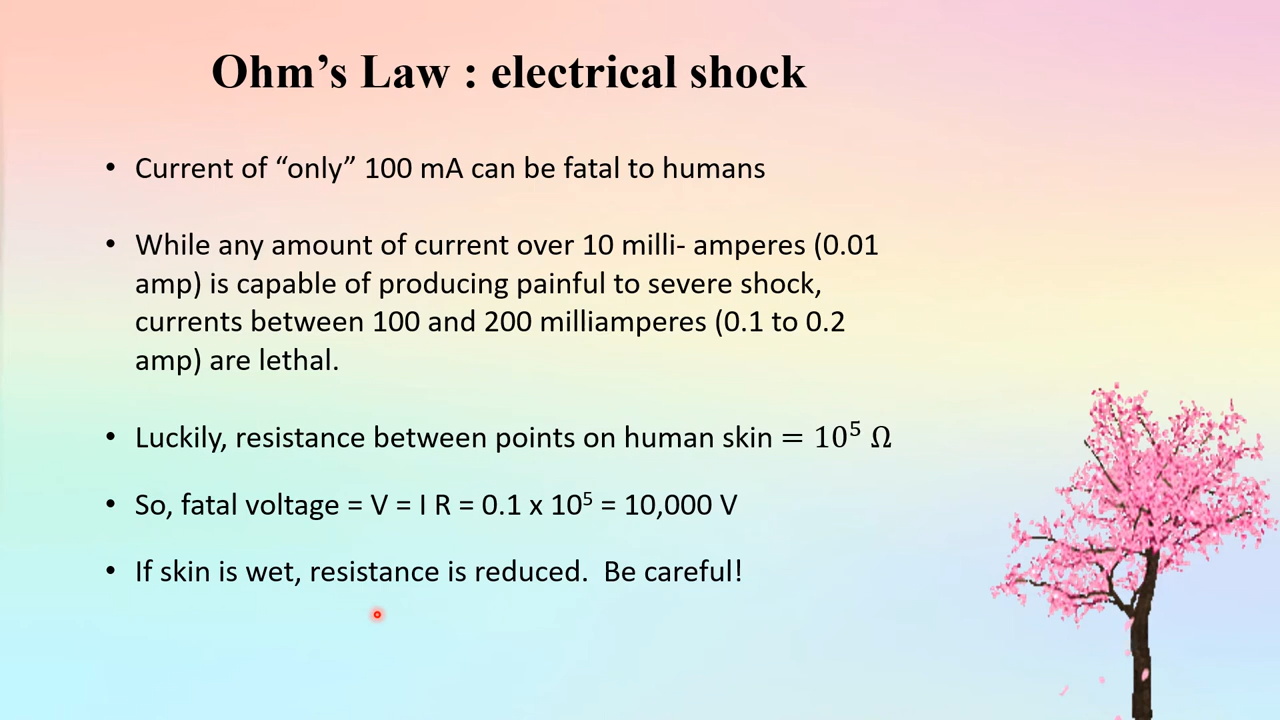 Ohm’s Law : electrical shock
• Current of “only” 100 mA can be fatal to humans
• While any amount of current over 10 milli- amperes (0.01
amp) is capable of producing painful to severe shock,
currents between 100 and 200 milliamperes (0.1 to 0.2
amp) are lethal.
• Luckily, resistance between points on human skin = 10⁵ Ω
• So, fatal voltage = V = I R = 0.1 x 10⁵ = 10,000 V
• If skin is wet, resistance is reduced.  Be careful!